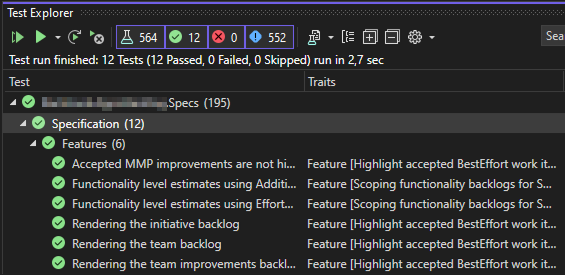 Test Explorer
564 12 0 552 Sea
Test run finished: 12 Tests (12 Passed, 0 Failed, 0 Skipped) run in 2,7 sec
Test Traits
.Specs (195)
Specification (12)
Features (6)
Accepted MMP improvements are not hi... Feature [Highlight accepted BestEffort work it...
Functionality level estimates using Additi... Feature [Scoping functionality backlogs for S...
Functionality level estimates using Effort... Feature [Scoping functionality backlogs for S...
Rendering the initiative backlog Feature [Highlight accepted BestEffort work it...
Rendering the team backlog Feature [Highlight accepted BestEffort work it...
Rendering the team improvements backl... Feature [Highlight accepted BestEffort work it...